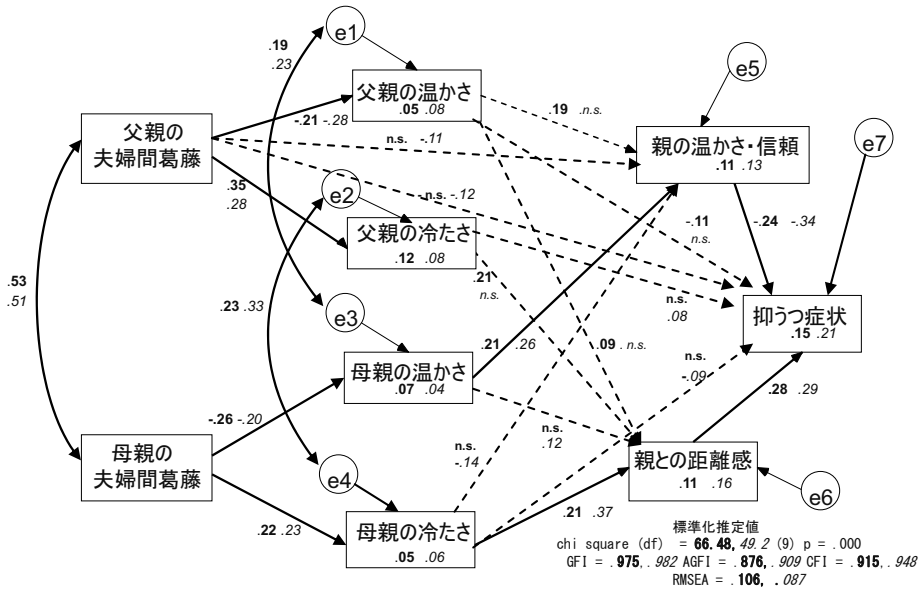 e1
.19
.23
父親の温かさ
.05 .08
-.21 -.28
e5
.19 .n.s.
親の温かさ・信頼
.11 .13
e7
父親の
夫婦間葛藤
n.s. -.11
.35
.28
e2
n.s. -.12
父親の冷たさ
.12 .08
-.11
n.s.
-.24 -.34
.53
.51
.23 .33
.21
n.s.
n.s.
.08
抑うつ症状
.15 .21
e3
母親の温かさ
.07 .04
.21 .26
.09 . n.s.
n.s.
-.09
.28 .29
-.26 -.20
母親の
夫婦間葛藤
n.s.
-.14
n.s.
.12
親との距離感
.11 .16
e4
e6
.22 .23
母親の冷たさ
.05 .06
.21 .37
標準化推定値
chi square (df) = 66.48, 49.2 (9) p = .000
GFI = .975, .982 AGFI = .876, .909 CFI = .915, .948
RMSEA = .106, .087